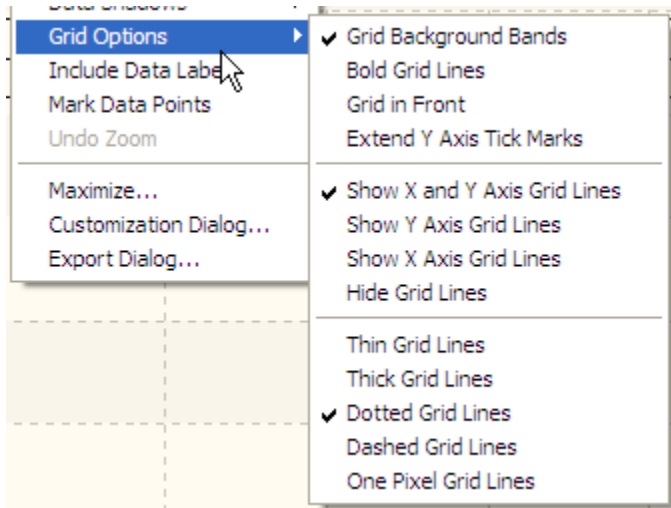 Data Shadows
Grid Options
Include Data Label
Mark Data Points
Undo Zoom
Maximize...
Customization Dialog...
Export Dialog...
Grid Background Bands
Bold Grid Lines
Grid in Front
Extend Y Axis Tick Marks
Show X and Y Axis Grid Lines
Show Y Axis Grid Lines
Show X Axis Grid Lines
Hide Grid Lines
Thin Grid Lines
Thick Grid Lines
Dotted Grid Lines
Dashed Grid Lines
One Pixel Grid Lines